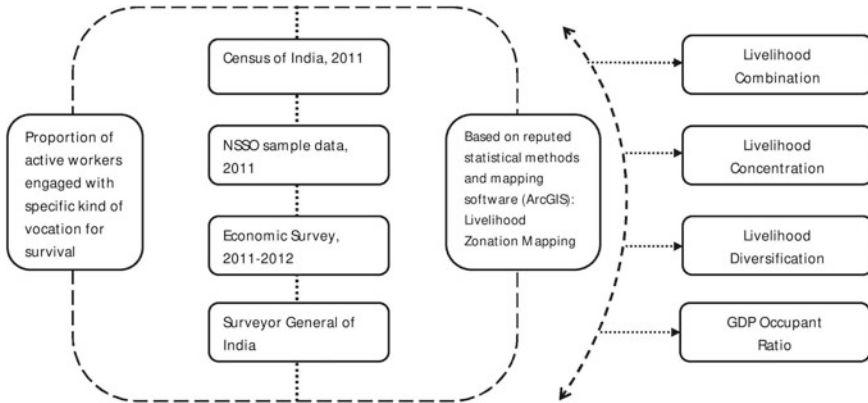 Proportion of
active workers
engaged with
specific kind of
vocation for
survival
Census of India, 2011
NSSO sample data,
2011
Economic Survey,
2011-2012
Surveyor General of
India
Based on reputed
statistical methods
and mapping
software (ArcGIS):
Livelihood
Zonation Mapping
Livelihood
Combination
Livelihood
Concentration
Livelihood
Diversification
GDP Occupant
Ratio